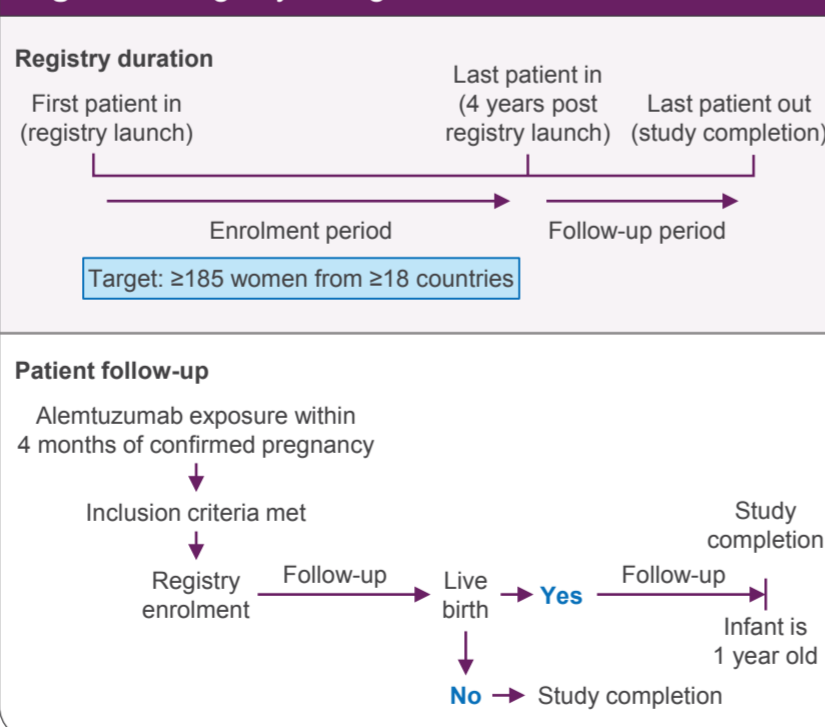 Registry duration
First patient in
(registry launch)
Last patient in
(4 years post
registry launch)
Last patient out
(study completion)
Enrolment period
Follow-up period
Target: ≥185 women from ≥18 countries
Patient follow-up
Alemtuzumab exposure within
4 months of confirmed pregnancy
Inclusion criteria met
Registry
enrolment
Follow-up
Live
birth
Yes
Follow-up
Study
completion
Infant is
1 year old
No
Study completion